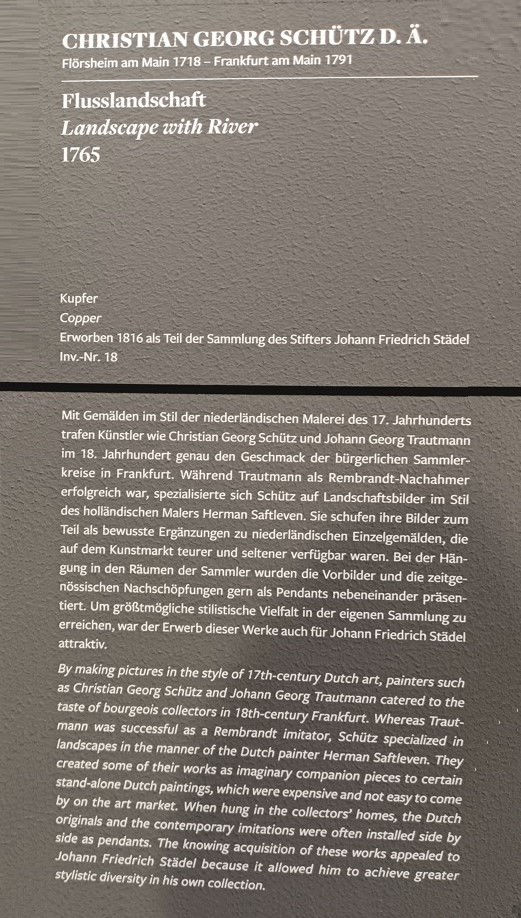 CHRISTIAN GEORG SCHÜTZ D. Ä.
Flörsheim am Main 1718 – Frankfurt am Main 1791
Flusslandschaft
Landscape with River
1765
Kupfer
Copper
Erworben 1816 als Teil der Sammlung des Stifters Johann Friedrich Städel
Inv.-Nr. 18
Mit Gemälden im Stil der niederländischen Malerei des 17. Jahrhunderts
trafen Künstler wie Christian Georg Schütz und Johann Georg Trautmann
im 18. Jahrhundert genau den Geschmack der bürgerlichen Sammler-
kreise in Frankfurt. Während Trautmann als Rembrandt-Nachahmer
erfolgreich war, spezialisierte sich Schütz auf Landschaftsbilder im Stil
des holländischen Malers Herman Saftleven. Sie schufen ihre Bilder zum
Teil als bewusste Ergänzungen zu niederländischen Einzelgemälden, die
auf dem Kunstmarkt teurer und seltener verfügbar waren. Bei der Hän-
gung in den Räumen der Sammler wurden die Vorbilder und die zeitge-
nössischen Nachschöpfungen gern als Pendants nebeneinander präsen-
tiert. Um größtmögliche stilistische Vielfalt in der eigenen Sammlung zu
erreichen, war der Erwerb dieser Werke auch für Johann Friedrich Städel
attraktiv.
By making pictures in the style of 17th-century Dutch art, painters such
as Christian Georg Schütz and Johann Georg Trautmann catered to the
taste of bourgeois collectors in 18th-century Frankfurt. Whereas Traut-
mann was successful as a Rembrandt imitator, Schütz specialized in
landscapes in the manner of the Dutch painter Herman Saftleven. They
created some of their works as imaginary companion pieces to certain
stand-alone Dutch paintings, which were expensive and not easy to come
by on the art market. When hung in the collectors' homes, the Dutch
originals and the contemporary imitations were often installed side by
side as pendants. The knowing acquisition of these works appealed to
Johann Friedrich Städel because it allowed him to achieve greater
stylistic diversity in his own collection.